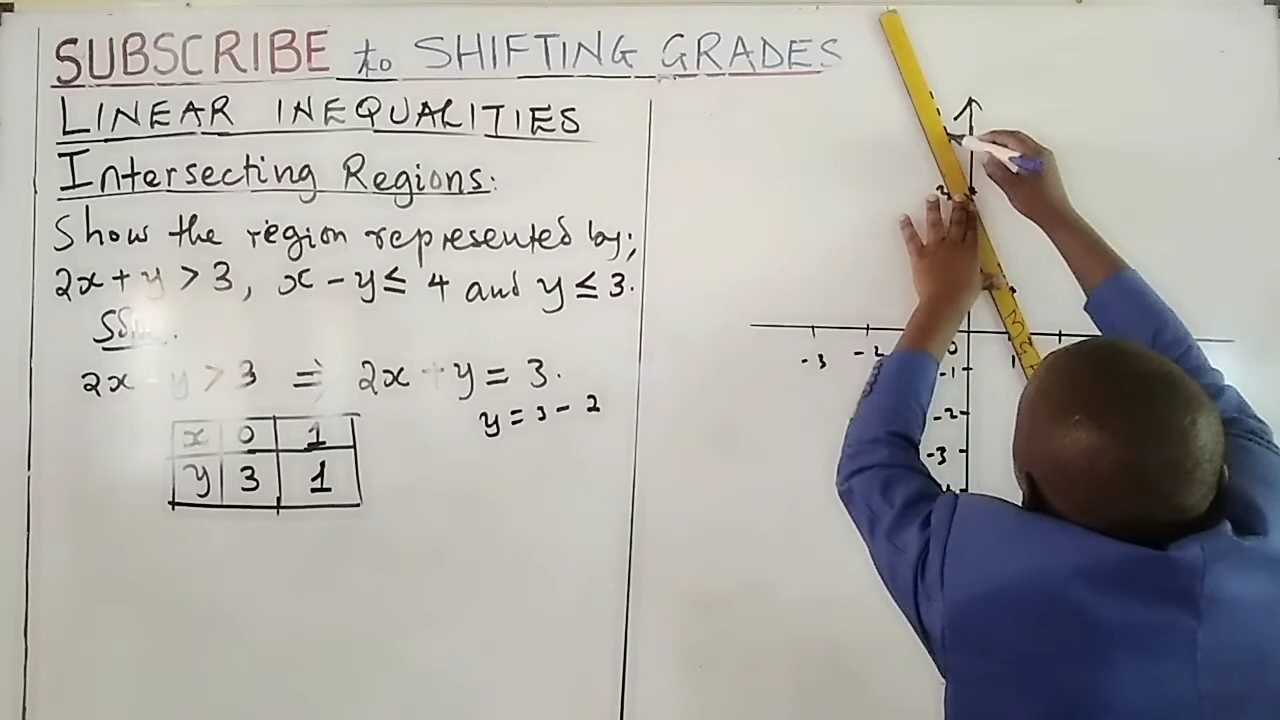 SUBSCRIBE to SHIFTING GRADES
LINEAR INEQUALITIES
Intersecting Regions:
Show the region represented by;
2x + y > 3, x - y ≤ 4 and y ≤ 3.
Soln.
2x + y > 3 ⇒ 2x + y = 3.
y = 3 - 2
x 0 1
y 3 1
2
-3 -2 0 1
-1
-2
-3